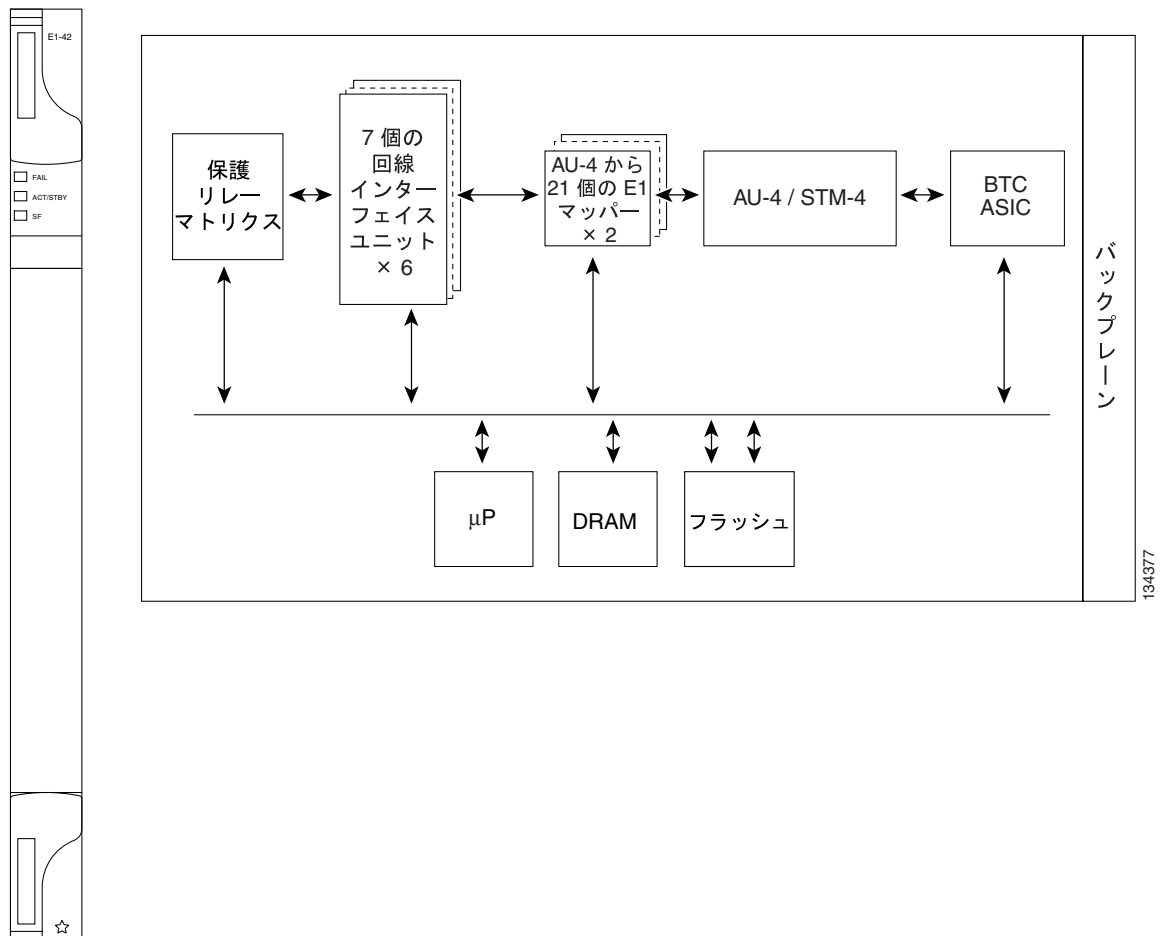 E1-42
FAIL
ACT/STBY
SF
保護
リレー
マトリクス
7 個の
回線
インター
フェイス
ユニット
× 6
AU-4 から
21 個の E1
マッパー
× 2
AU-4 / STM-4
BTC
ASIC
バックプレーン
μP
DRAM
フラッシュ
134377